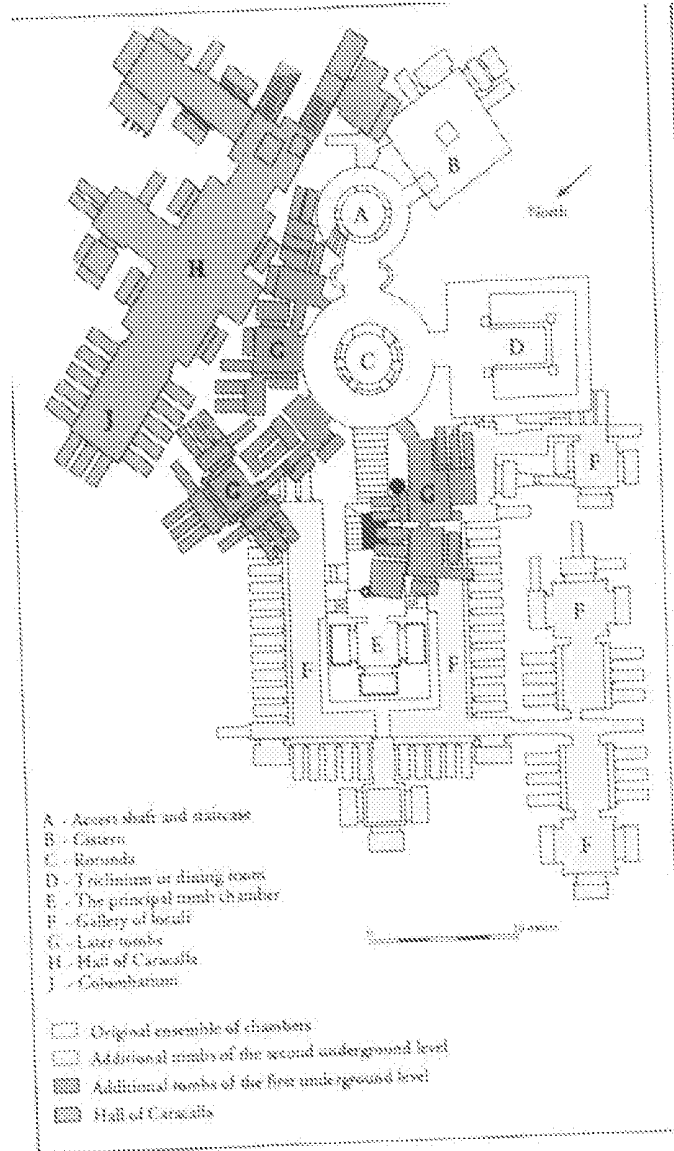 B
A
North
H
C
D
G
J
G
G
F
F
E
F
F
F
A - Access shaft and staircase
B - Cistern
C - Rotunda
D - Triclinium or dining room
E - The principal tomb chamber
F - Gallery of loculi
G - Later tombs
H - Hall of Caracalla
J - Columbarium
0
Original ensemble of chambers
Additional tombs of the second underground level
Additional tombs of the first underground level
Hall of Caracalla